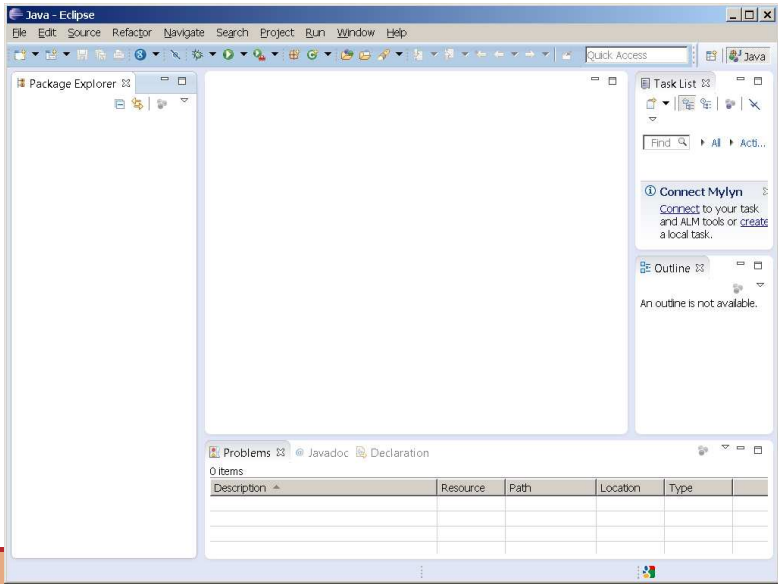 Java - Eclipse
File Edit Source Refactor Navigate Search Project Run Window Help
Quick Access
Java
Package Explorer
Task List
Find
All
Acti...
Connect Mylyn
Connect to your task
and ALM tools or create
a local task.
Outline
An outline is not available.
Problems Javadoc Declaration
0 items
Description Resource Path Location Type